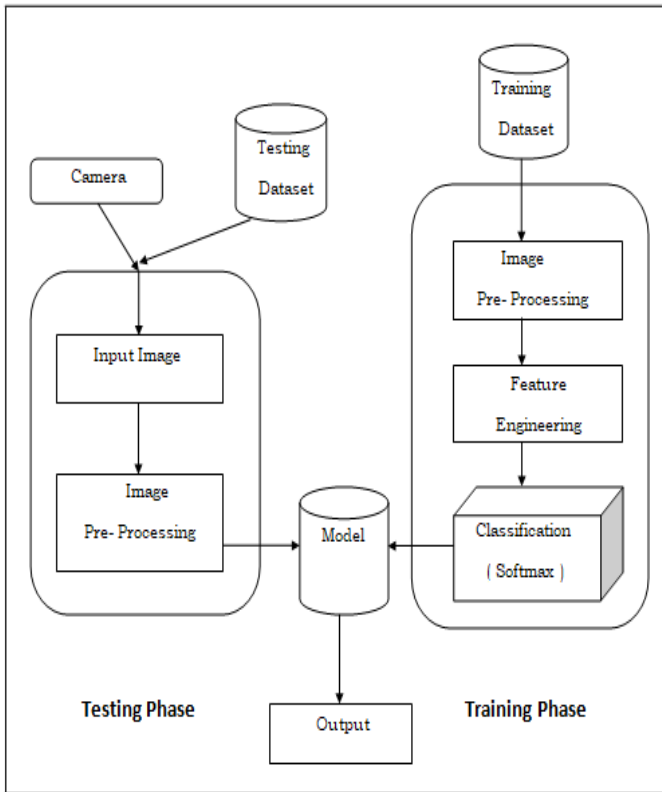 Training
Dataset
Testing
Dataset
Camera
Image
Pre- Processing
Input Image
Feature
Engineering
Image
Pre- Processing
Model
Classification
( Softmax )
Testing Phase
Output
Training Phase